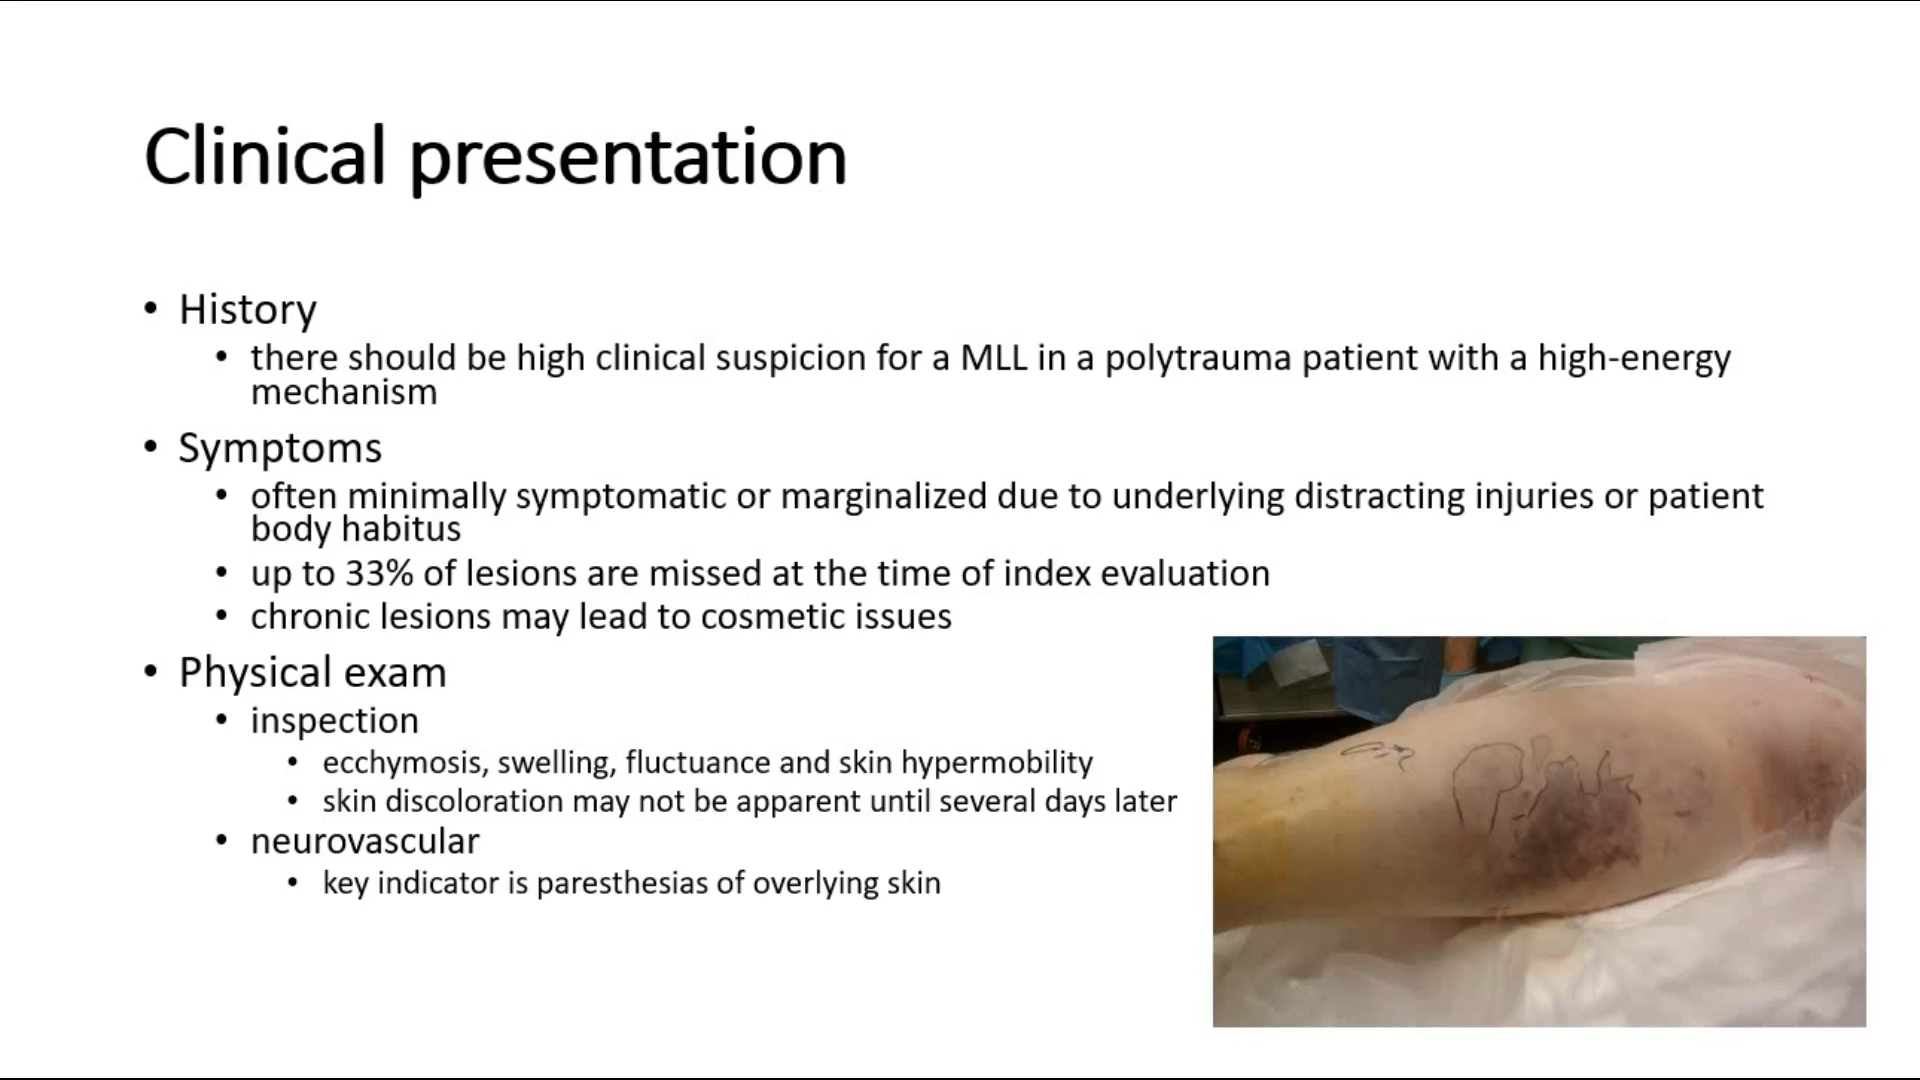 Clinical presentation
• History
• there should be high clinical suspicion for a MLL in a polytrauma patient with a high-energy
mechanism
• Symptoms
• often minimally symptomatic or marginalized due to underlying distracting injuries or patient
body habitus
• up to 33% of lesions are missed at the time of index evaluation
• chronic lesions may lead to cosmetic issues
• Physical exam
• inspection
• ecchymosis, swelling, fluctuance and skin hypermobility
• skin discoloration may not be apparent until several days later
• neurovascular
• key indicator is paresthesias of overlying skin